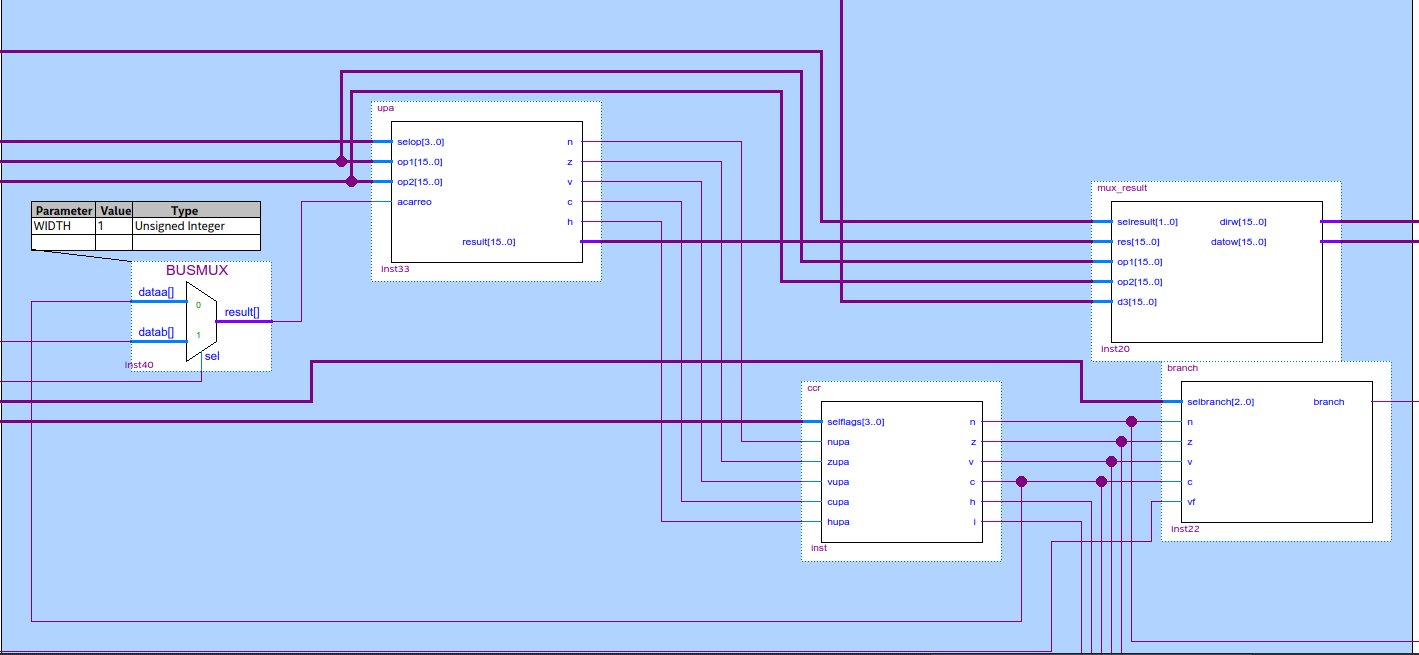 upa
selop[3..0]
op1[15..0]
op2[15..0]
acarreo
n
z
v
c
h
result[15..0]
inst33
Parameter Value Type
WIDTH 1 Unsigned Integer
BUSMUX
dataa[]
0
result[]
datab[]
1
sel
inst40
mux_result
selresult[1..0] dirw[15..0]
res[15..0] datow[15..0]
op1[15..0]
op2[15..0]
d3[15..0]
inst20
ccr
selflags[3..0] n
nupa z
zupa v
vupa c
cupa h
hupa i
inst
branch
selbranch[2..0] branch
n
z
v
c
vf
inst22